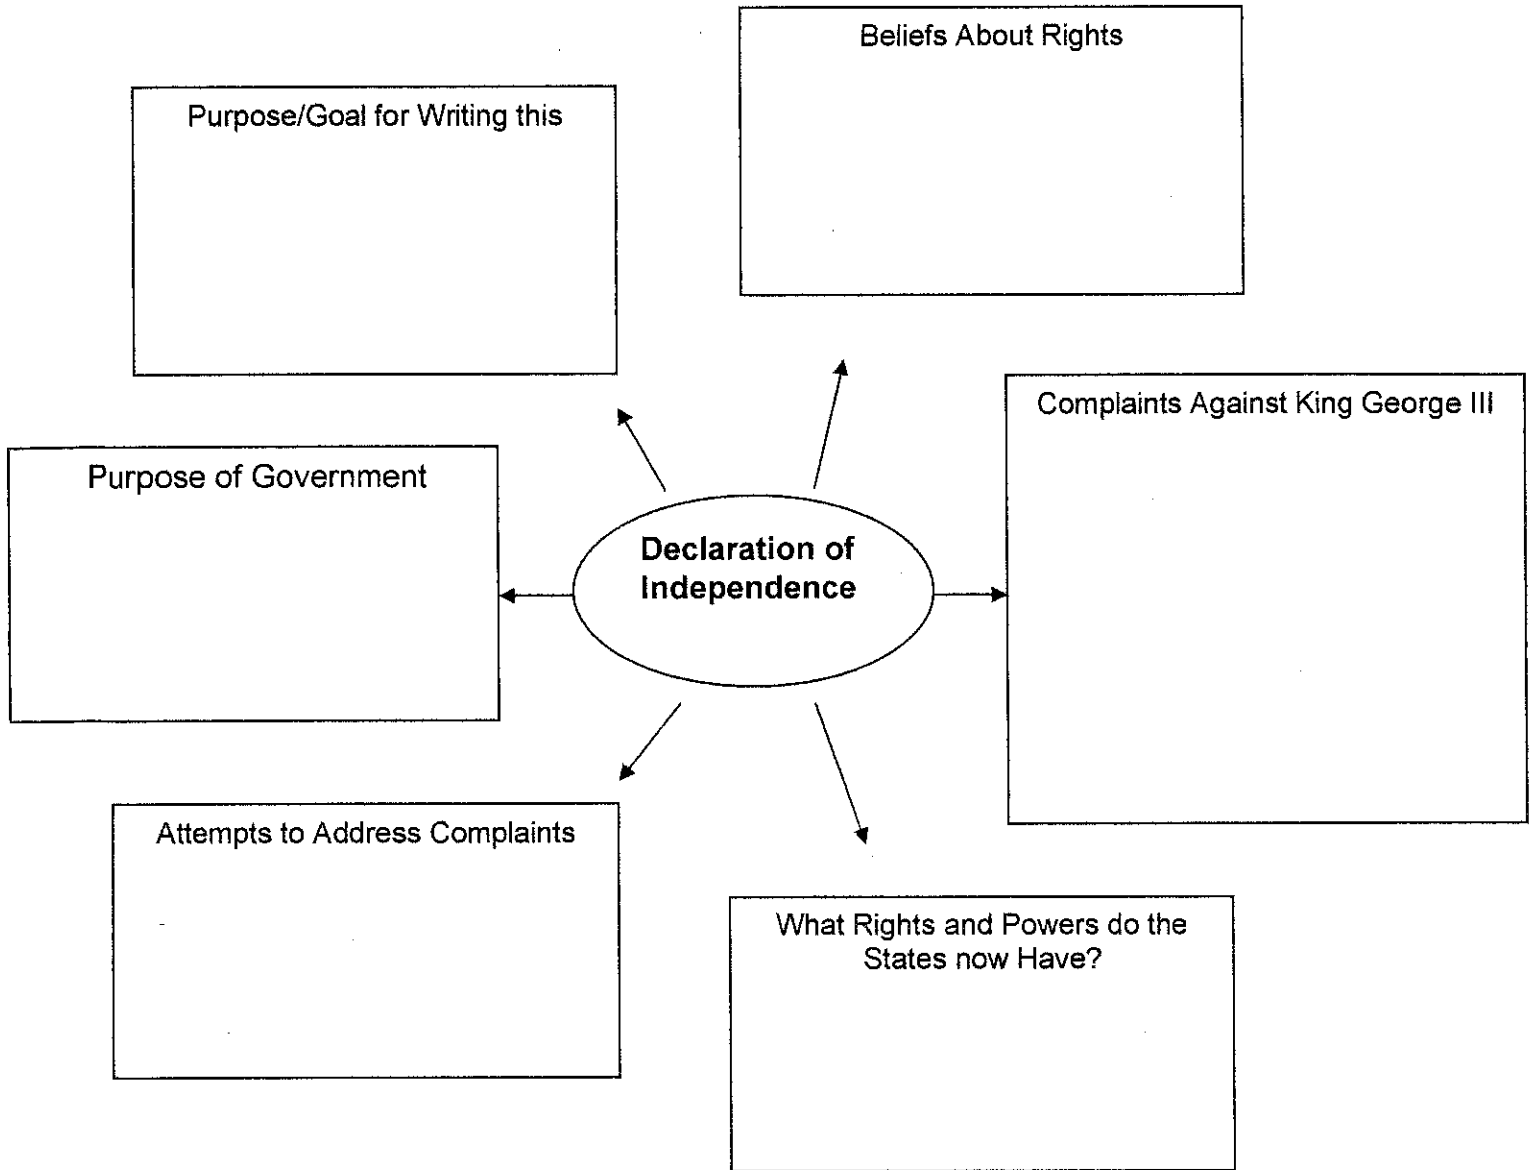 Beliefs About Rights
Purpose/Goal for Writing this
Complaints Against King George III
Purpose of Government
Declaration of
Independence
Attempts to Address Complaints
What Rights and Powers do the
States now Have?